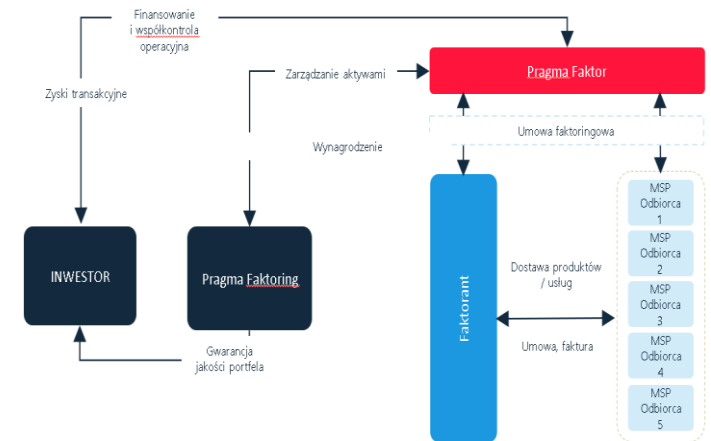 Finansowanie
i współkontrola
operacyjna
Pragma Faktor
Zarządzanie aktywami
Zyski transakcyjne
Umowa faktoringowa
Wynagrodzenie
MSP
Odbiorca
1
MSP
Odbiorca
2
MSP
Odbiorca
3
MSP
Odbiorca
4
MSP
Odbiorca
5
INWESTOR
Pragma Faktoring
Faktorant
Dostawa produktów
/ usług
Umowa, faktura
Gwarancja
jakości portfela